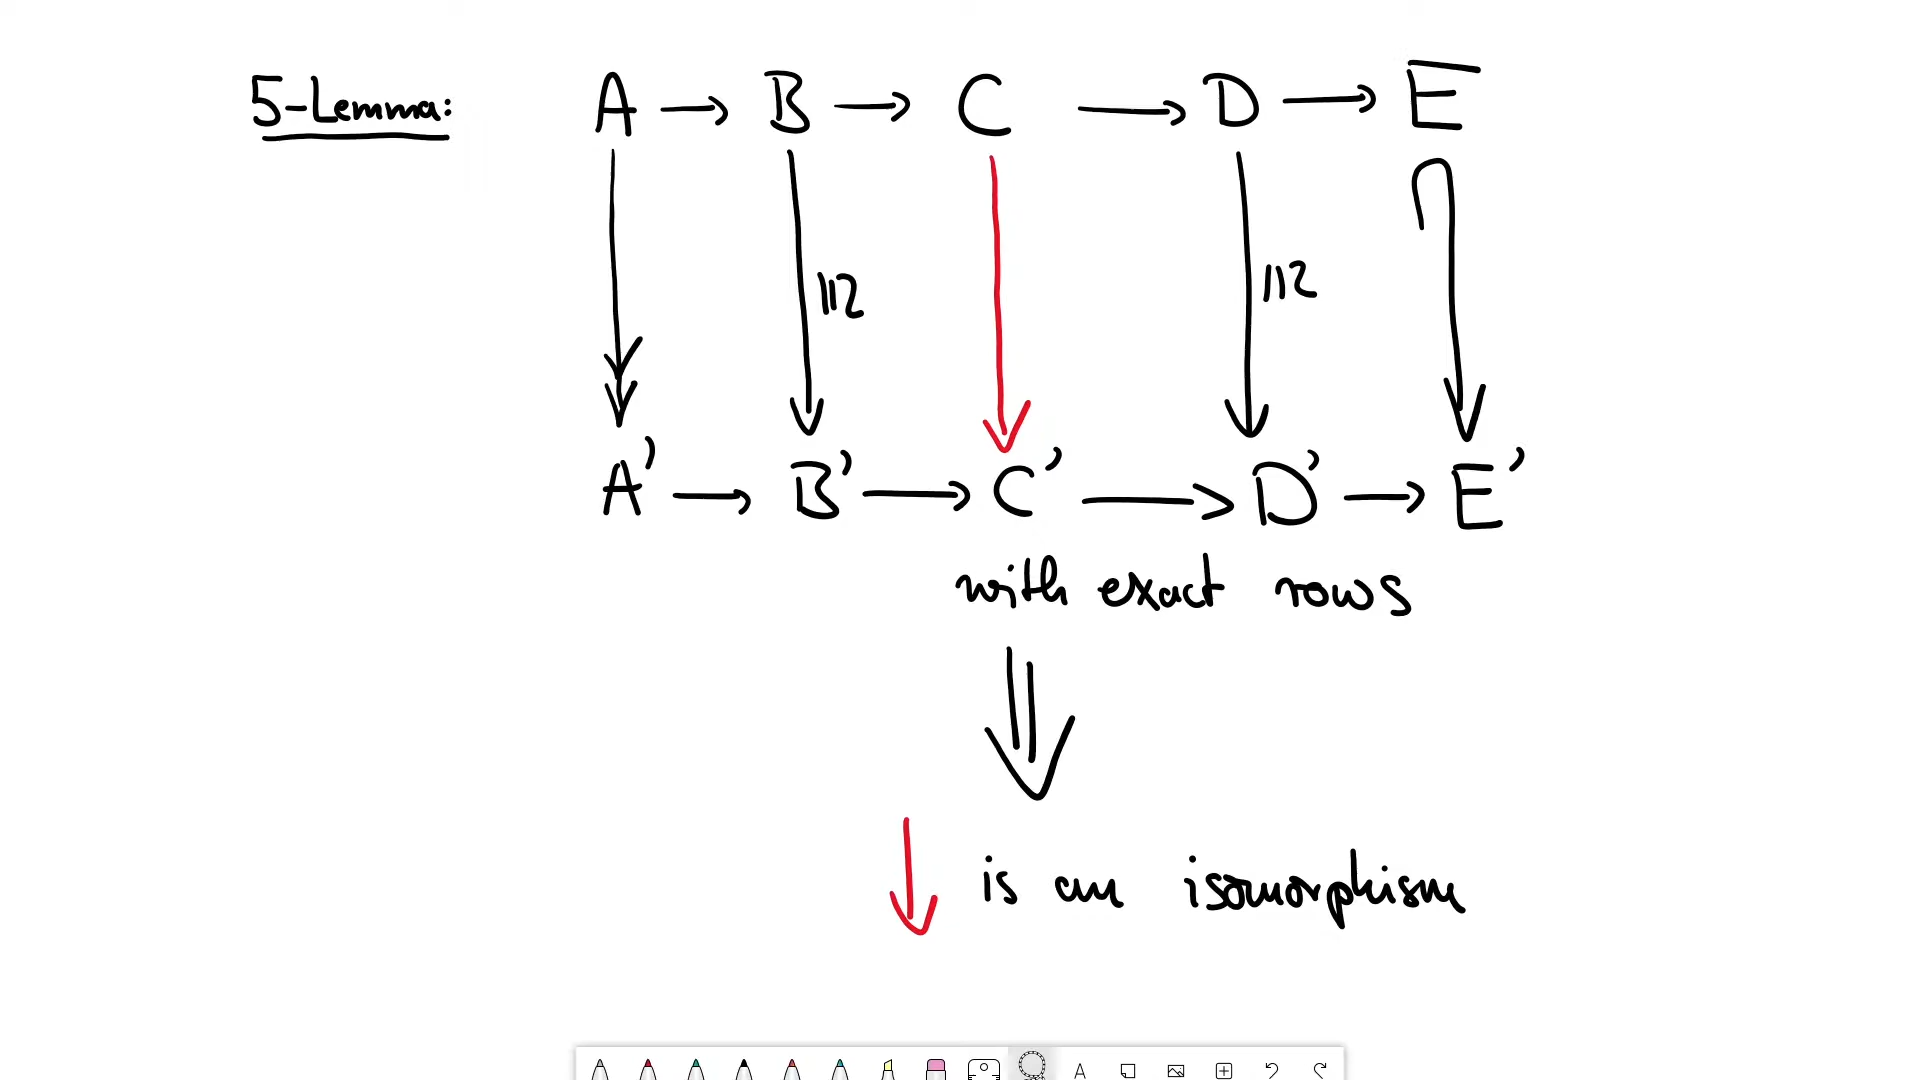 5-Lemma: A → B → C → D → E
≅ ≅
A' → B' → C' → D' → E'
with exact rows
⇓
↓ is an isomorphism
A